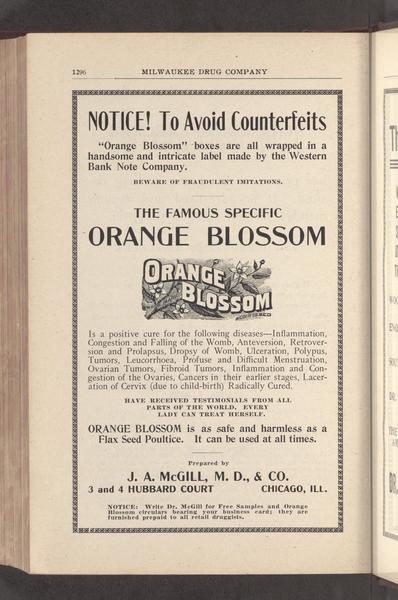 1296 MILWAUKEE DRUG COMPANY
NOTICE! To Avoid Counterfeits
"Orange Blossom" boxes are all wrapped in a
handsome and intricate label made by the Western
Bank Note Company.
BEWARE OF FRAUDULENT IMITATIONS.
THE FAMOUS SPECIFIC
ORANGE BLOSSOM
ORANGE
BLOSSOM
Is a positive cure for the following diseases—Inflammation,
Congestion and Falling of the Womb, Anteversion, Retrover-
sion and Prolapsus, Dropsy of Womb, Ulceration, Polypus,
Tumors, Leucorrhoea, Profuse and Difficult Menstruation,
Ovarian Tumors, Fibroid Tumors, Inflammation and Con-
gestion of the Ovaries, Cancers in their earlier stages, Lacer-
ation of Cervix (due to child-birth) Radically Cured.
HAVE RECEIVED TESTIMONIALS FROM ALL
PARTS OF THE WORLD. EVERY
LADY CAN TREAT HERSELF.
ORANGE BLOSSOM is as safe and harmless as a
Flax Seed Poultice. It can be used at all times.
Prepared by
J. A. McGILL, M. D., & CO.
3 and 4 HUBBARD COURT CHICAGO, ILL.
NOTICE: Write Dr. McGill for Free Samples and Orange
Blossom circulars bearing your business card; they are
furnished prepaid to all retail druggists.